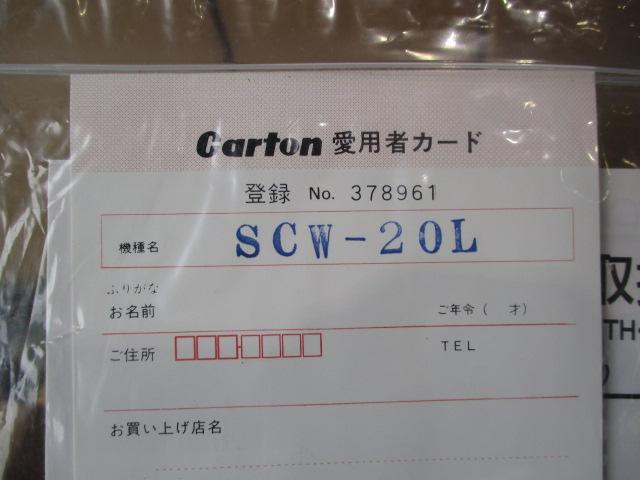 Carton 愛用者カード
登録 No. 378961
機種名 SCW-20L
ふりがな
お名前 ご年令( 才)
ご住所 TEL
お買い上げ店名
取
TH-